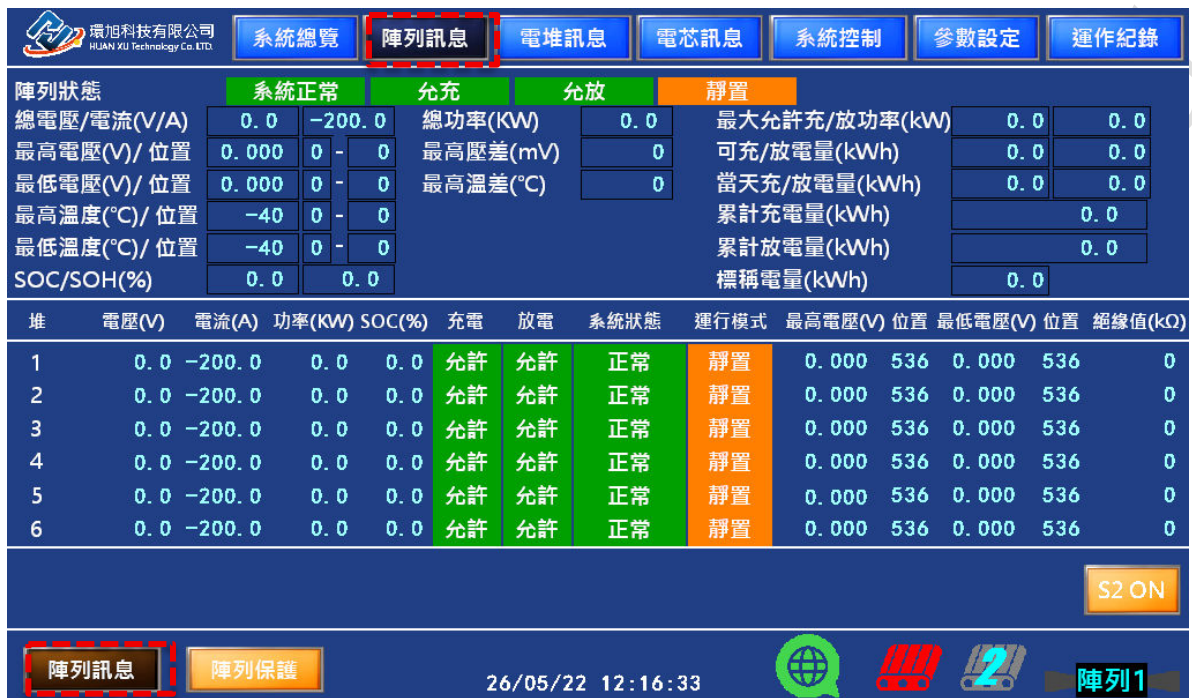 環旭科技有限公司
HUAN XU Technology Co. LTD.
系統總覽 陣列訊息 電堆訊息 電芯訊息 系統控制 參數設定 運作紀錄
陣列狀態 系統正常 允充 允放 靜置
總電壓/電流(V/A) 0.0 -200.0 總功率(KW) 0.0 最大允許充/放功率(kW) 0.0 0.0
最高電壓(V)/ 位置 0.000 0 - 0 最高壓差(mV) 0 可充/放電量(kWh) 0.0 0.0
最低電壓(V)/ 位置 0.000 0 - 0 最高溫差(℃) 0 當天充/放電量(kWh) 0.0 0.0
最高溫度(℃)/ 位置 -40 0 - 0 累計充電量(kWh) 0.0
最低溫度(℃)/ 位置 -40 0 - 0 累計放電量(kWh) 0.0
SOC/SOH(%) 0.0 0.0 標稱電量(kWh) 0.0
堆 電壓(V) 電流(A) 功率(KW) SOC(%) 充電 放電 系統狀態 運行模式 最高電壓(V) 位置 最低電壓(V) 位置 絕緣值(kΩ)
1 0.0 -200.0 0.0 0.0 允許 允許 正常 靜置 0.000 536 0.000 536 0
2 0.0 -200.0 0.0 0.0 允許 允許 正常 靜置 0.000 536 0.000 536 0
3 0.0 -200.0 0.0 0.0 允許 允許 正常 靜置 0.000 536 0.000 536 0
4 0.0 -200.0 0.0 0.0 允許 允許 正常 靜置 0.000 536 0.000 536 0
5 0.0 -200.0 0.0 0.0 允許 允許 正常 靜置 0.000 536 0.000 536 0
6 0.0 -200.0 0.0 0.0 允許 允許 正常 靜置 0.000 536 0.000 536 0
S2 ON
陣列訊息 陣列保護 26/05/22 12:16:33 2 陣列1